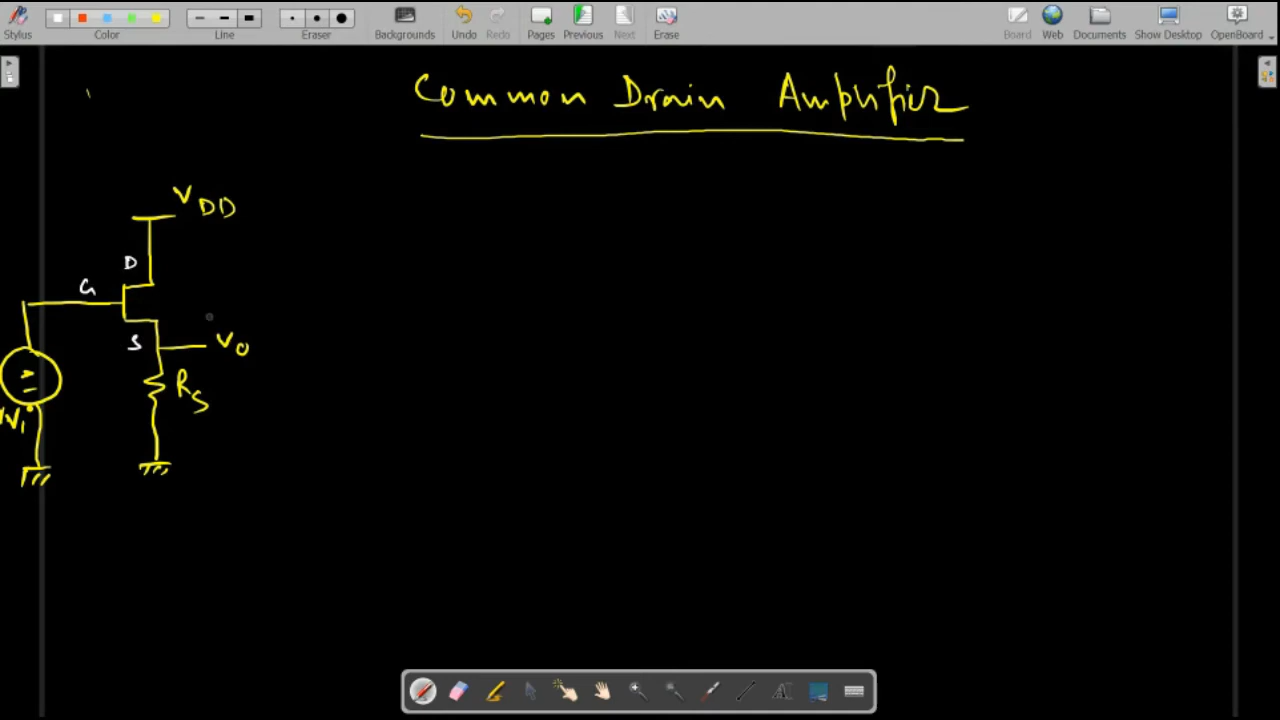 Stylus Color Line Eraser Backgrounds Undo Redo Pages Previous Next Erase Board Web Documents Show Desktop OpenBoard
Common Drain Amplifier
VDD
D
G
S
Vo
RS
Vi